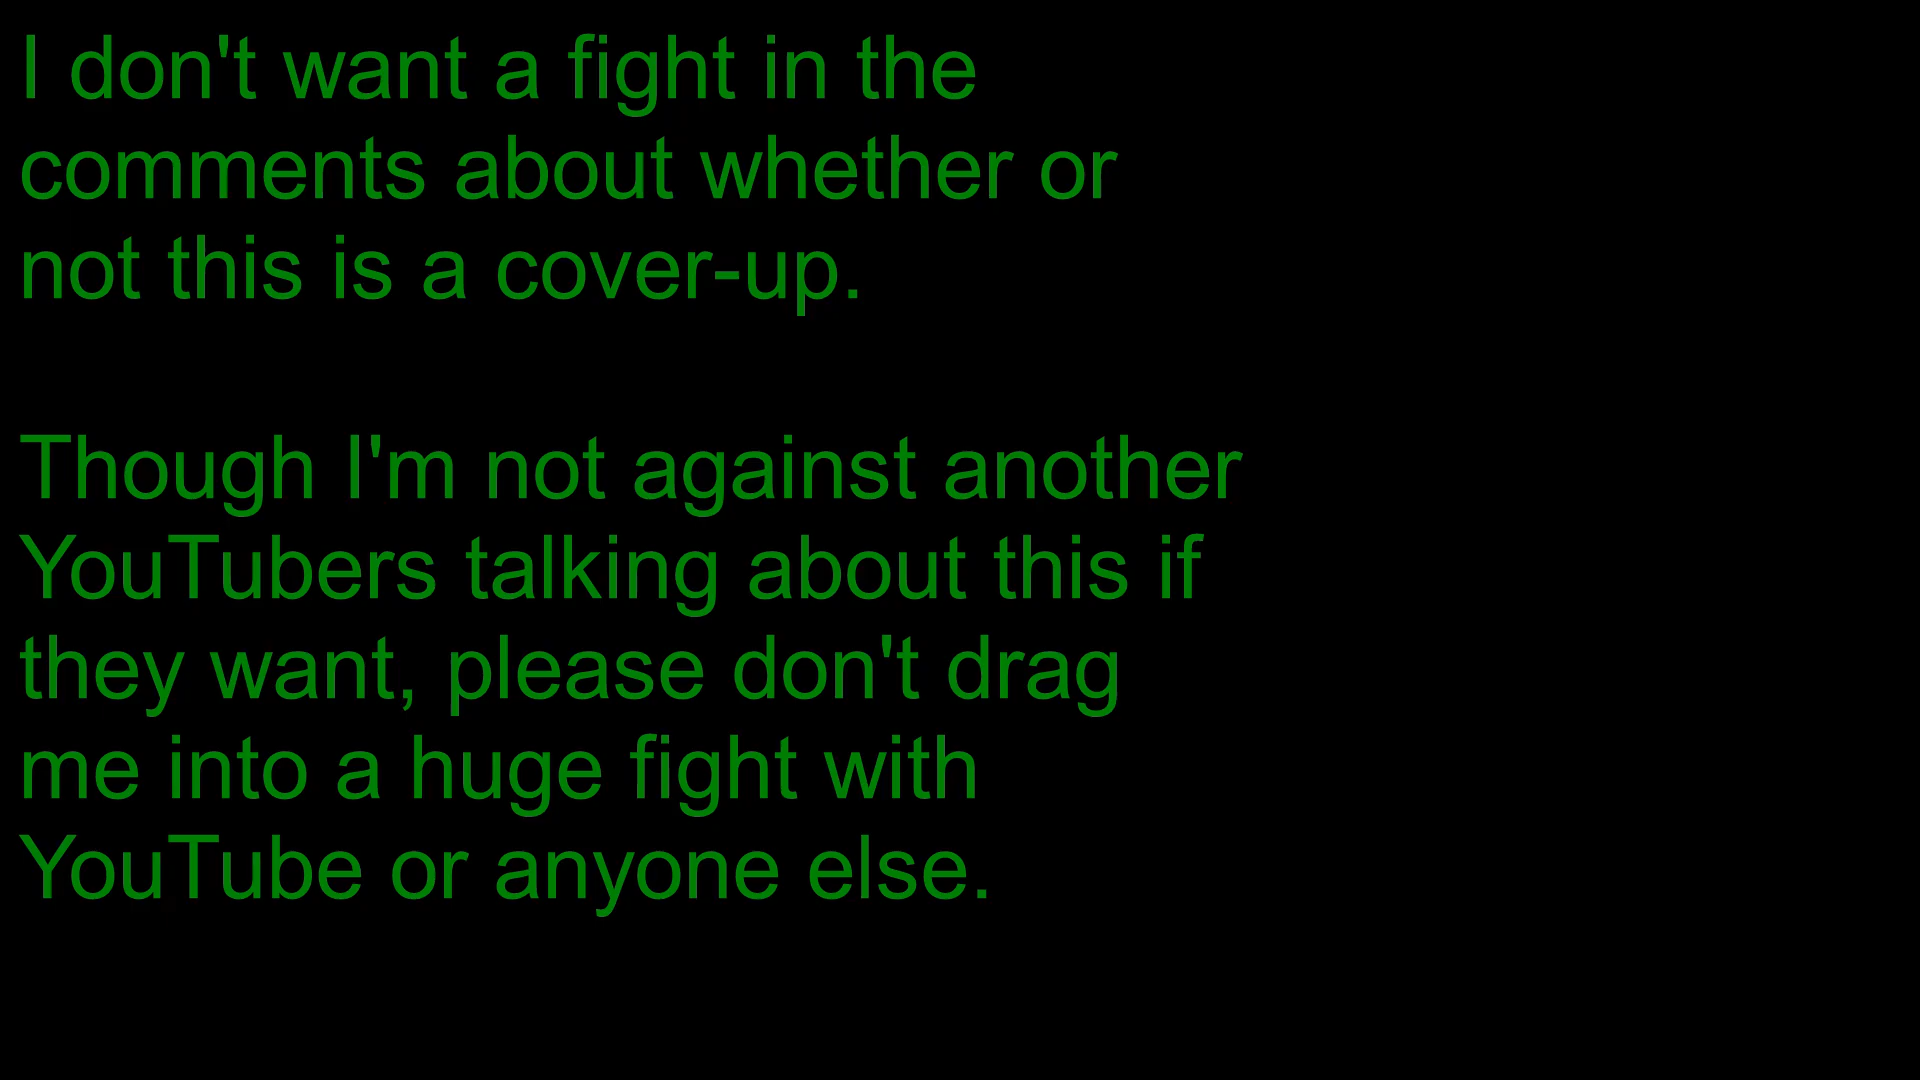 I don't want a fight in the
comments about whether or
not this is a cover-up.
Though I'm not against another
YouTubers talking about this if
they want, please don't drag
me into a huge fight with
YouTube or anyone else.